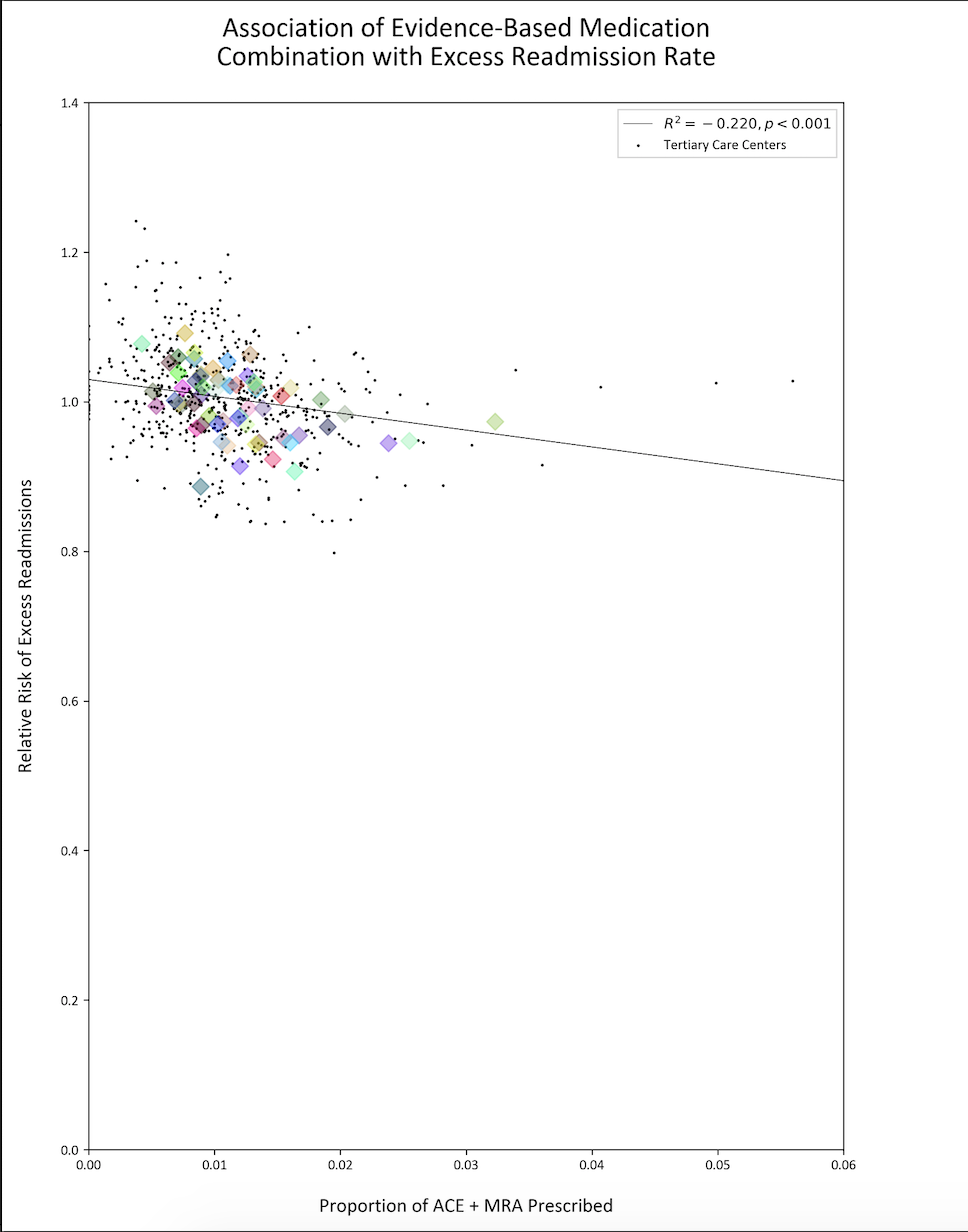 Association of Evidence-Based Medication
Combination with Excess Readmission Rate
R² = − 0.220, p < 0.001
Tertiary Care Centers
1.4
1.2
1.0
0.8
0.6
0.4
0.2
0.0
Relative Risk of Excess Readmissions
0.00 0.01 0.02 0.03 0.04 0.05 0.06
Proportion of ACE + MRA Prescribed